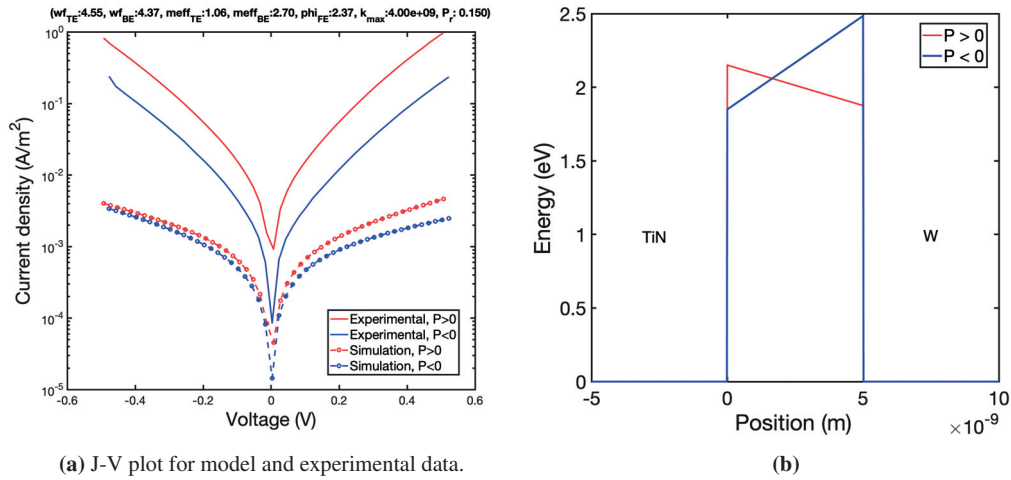 (wf_TE:4.55, wf_BE:4.37, meff_TE:1.06, meff_BE:2.70, phi_FE:2.37, k_max:4.00e+09, P_r: 0.150)
10^0
10^-1
10^-2
10^-3
10^-4
10^-5
Current density (A/m^2)
Experimental, P>0
Experimental, P<0
Simulation, P>0
Simulation, P<0
-0.6 -0.4 -0.2 0 0.2 0.4 0.6
Voltage (V)
(a) J-V plot for model and experimental data.
2.5
2
1.5
1
0.5
0
Energy (eV)
P > 0
P < 0
TiN
W
-5 0 5 10
Position (m)
×10^-9
(b)